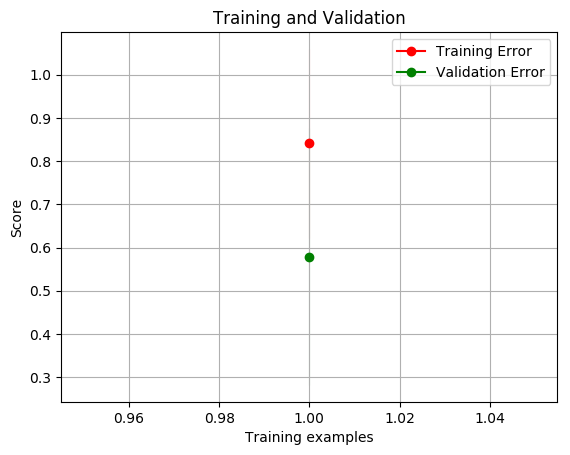 Training and Validation
Training Error
Validation Error
1.0
0.9
0.8
0.7
0.6
0.5
0.4
0.3
Score
0.96
0.98
1.00
1.02
1.04
Training examples